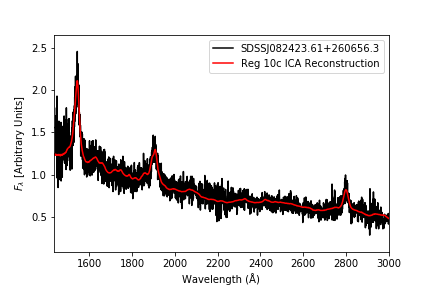 2.5
2.0
1.5
1.0
0.5
F_λ [Arbitrary Units]
SDSSJ082423.61+260656.3
Reg 10c ICA Reconstruction
1600 1800 2000 2200 2400 2600 2800 3000
Wavelength (Å)